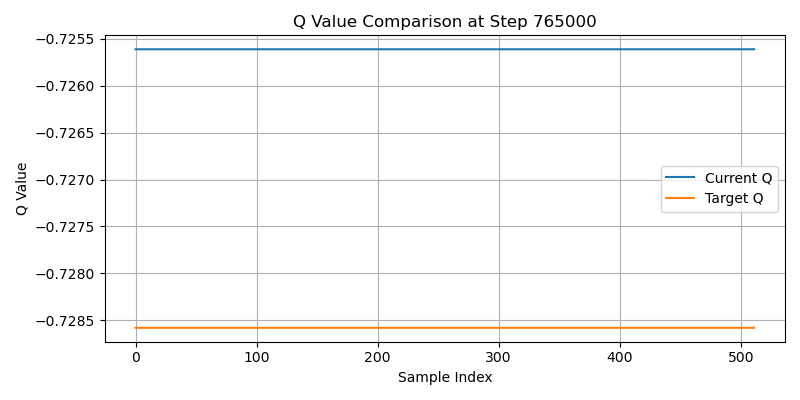 Q Value Comparison at Step 765000
Q Value
−0.7255
−0.7260
−0.7265
−0.7270
−0.7275
−0.7280
−0.7285
Current Q
Target Q
0
100
200
300
400
500
Sample Index